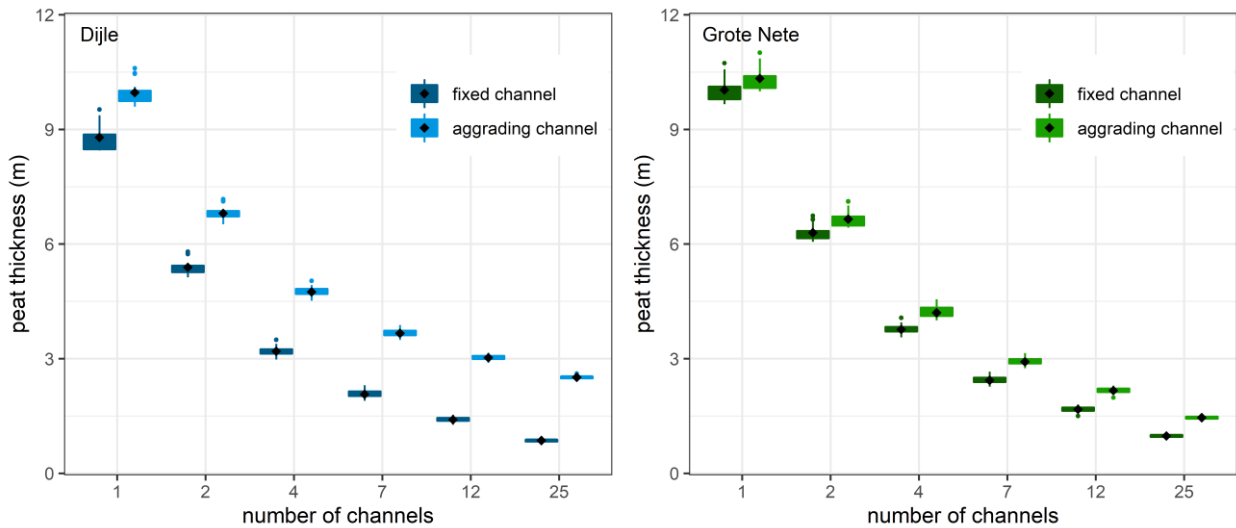 Dijle
fixed channel
aggrading channel
peat thickness (m)
12
9
6
3
0
1 2 4 7 12 25
number of channels
Grote Nete
fixed channel
aggrading channel
peat thickness (m)
12
9
6
3
0
1 2 4 7 12 25
number of channels